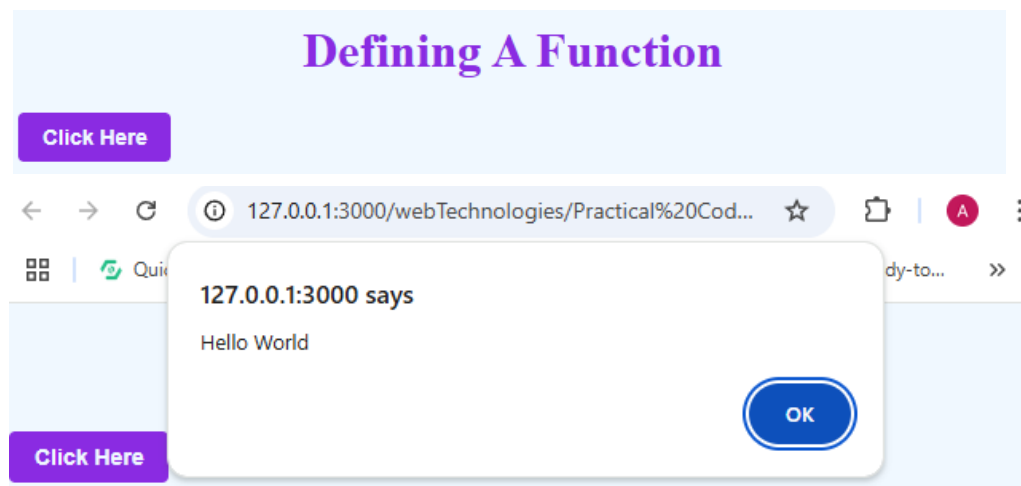 Defining A Function
Click Here
127.0.0.1:3000/webTechnologies/Practical%20Cod...
A
Quic
dy-to...
127.0.0.1:3000 says
Hello World
OK
Click Here